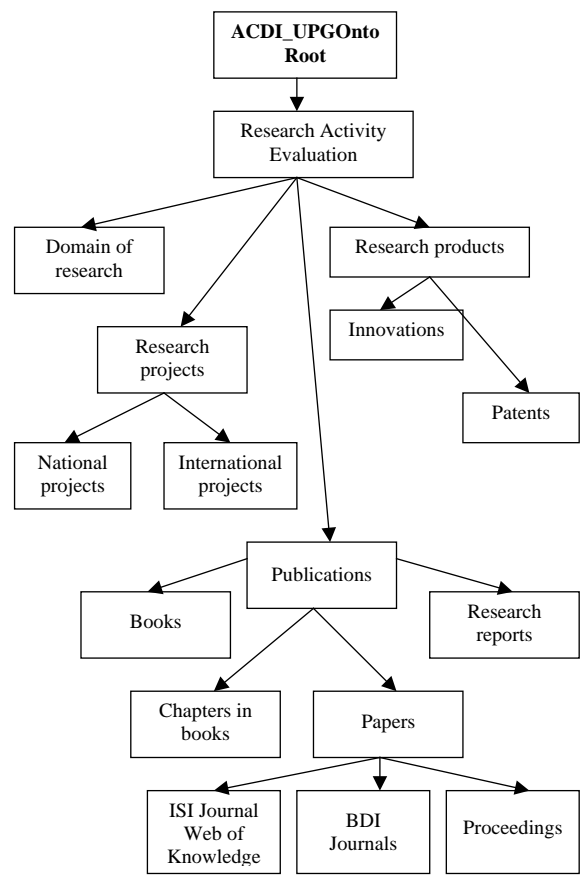 ACDI_UPGOnto
Root
Research Activity
Evaluation
Domain of
research
Research products
Innovations
Research
projects
Patents
National
projects
International
projects
Publications
Books
Research
reports
Chapters in
books
Papers
ISI Journal
Web of
Knowledge
BDI
Journals
Proceedings